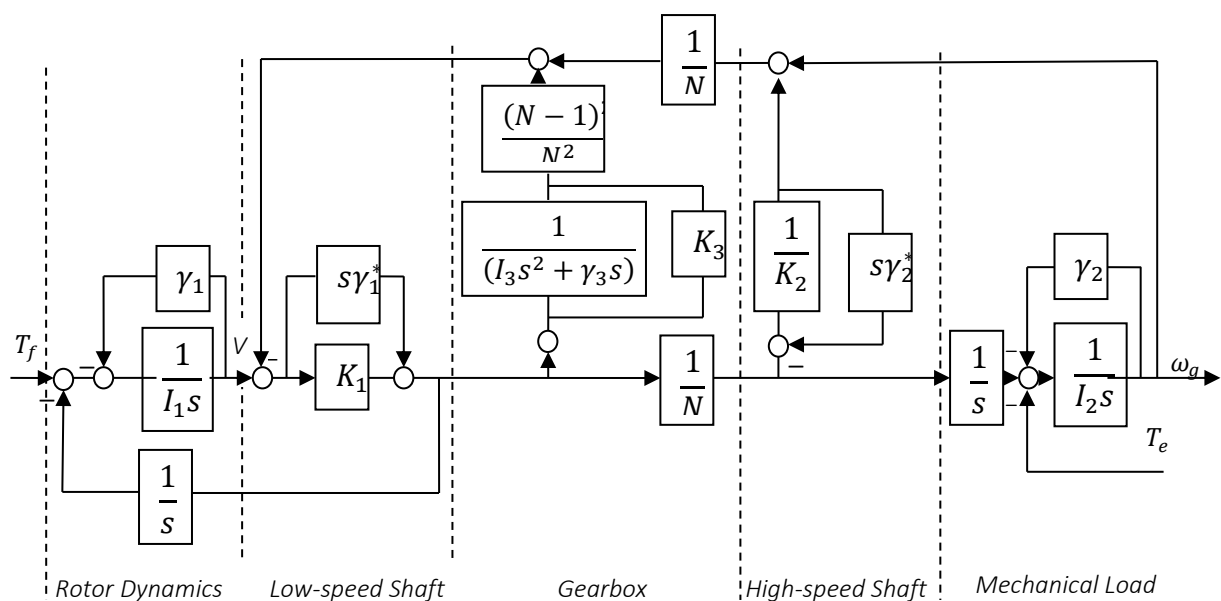 1/N
1/N
(N − 1)/N²
1/(I₃s² + γ₃s)
K₃
1/K₂
sγ₂*
γ₁
sγ₁*
γ₂
T_f
−
−
1/(I₁s)
V
−
K₁
−
1/s
−
−
1/(I₂s)
ω_g
T_e
−
1/s
Rotor Dynamics
Low-speed Shaft
Gearbox
High-speed Shaft
Mechanical Load